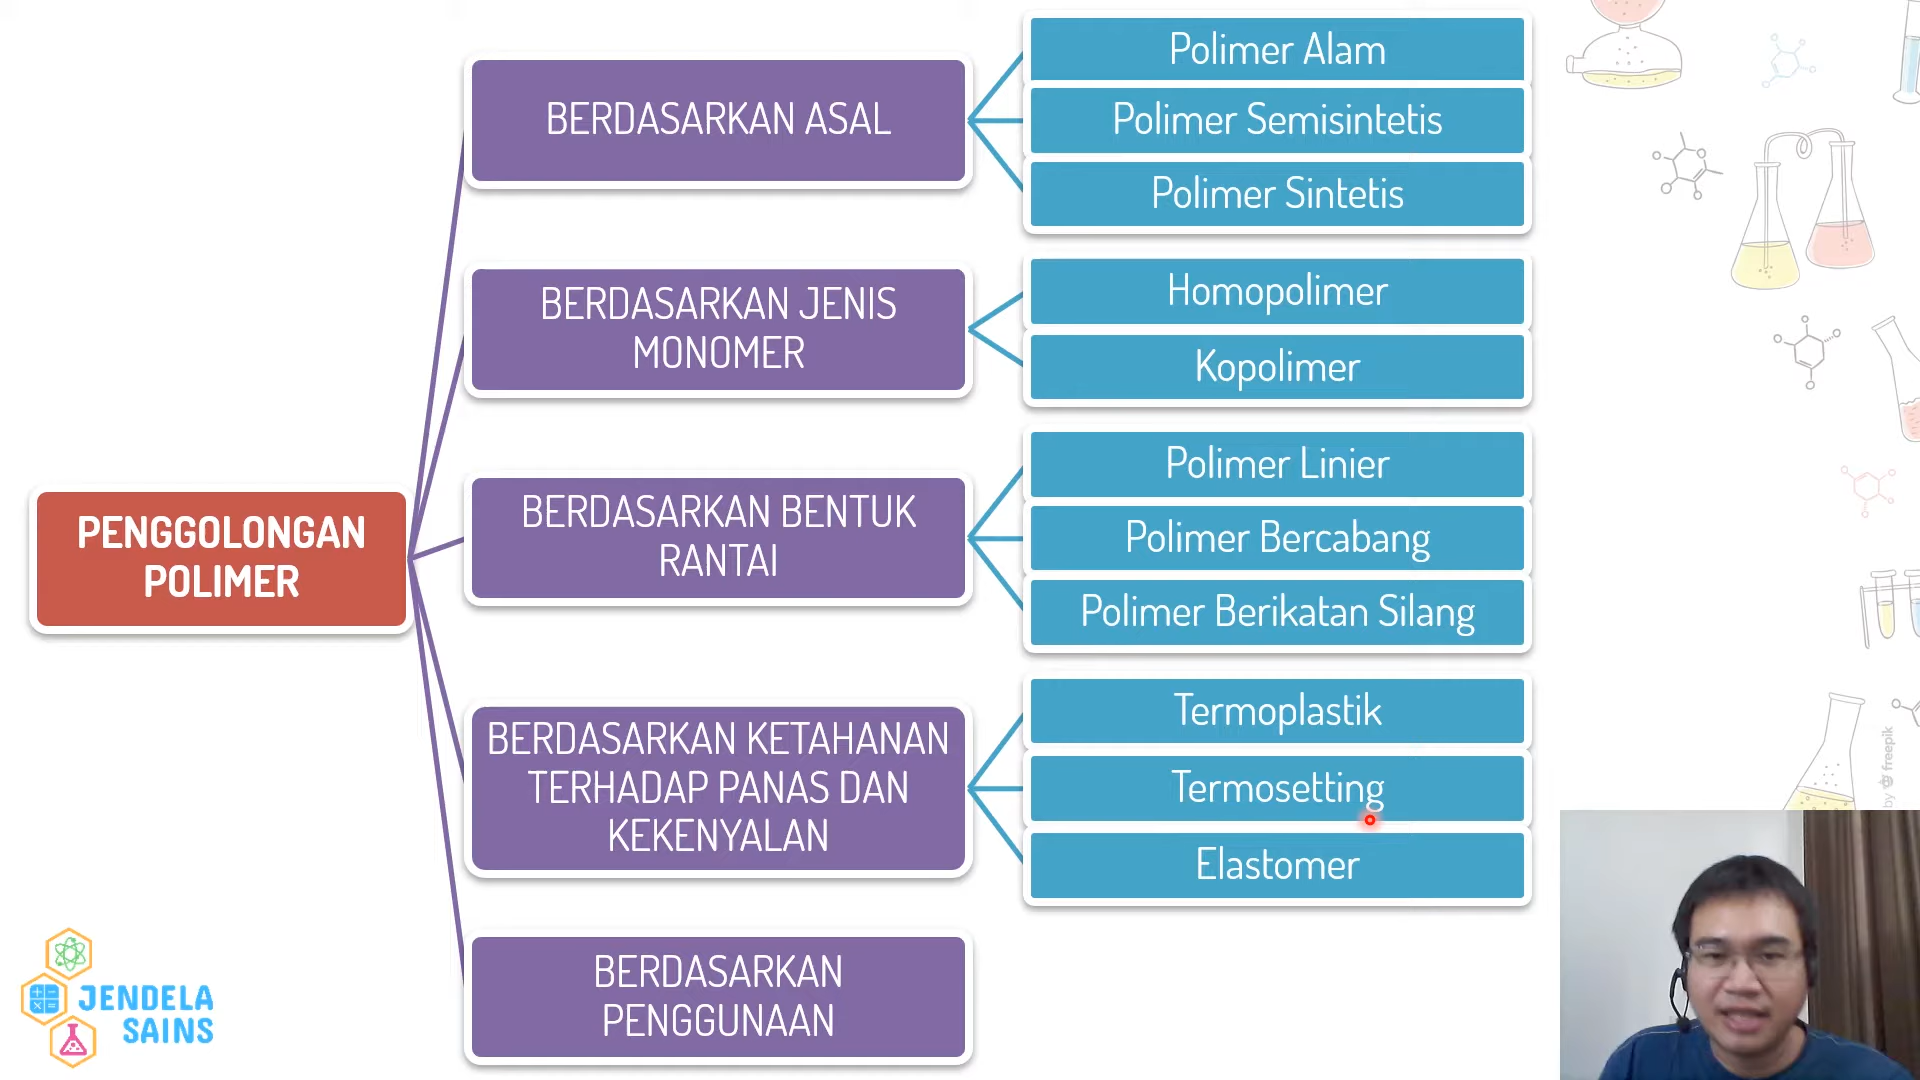 PENGGOLONGAN
POLIMER
BERDASARKAN ASAL
Polimer Alam
Polimer Semisintetis
Polimer Sintetis
BERDASARKAN JENIS
MONOMER
Homopolimer
Kopolimer
BERDASARKAN BENTUK
RANTAI
Polimer Linier
Polimer Bercabang
Polimer Berikatan Silang
BERDASARKAN KETAHANAN
TERHADAP PANAS DAN
KEKENYALAN
Termoplastik
Termosetting
Elastomer
BERDASARKAN
PENGGUNAAN
JENDELA
SAINS
by freepik